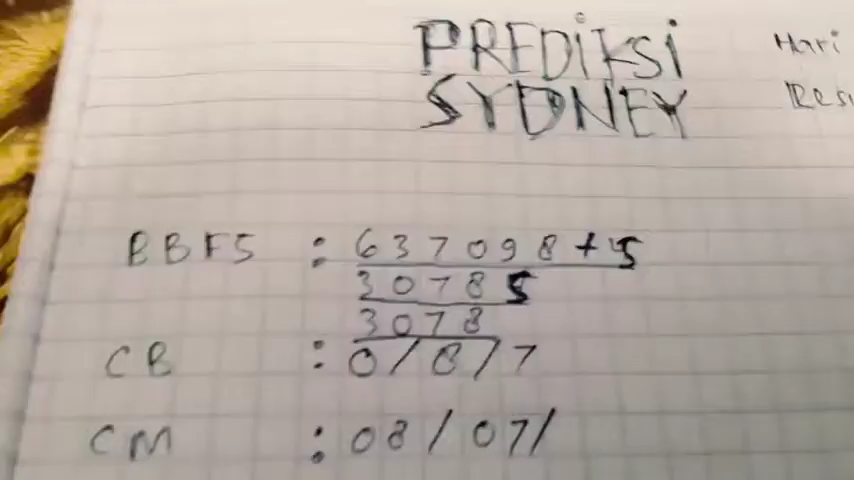 PREDiKSi
SYDNEY
Hari
BBFS : 637098+5
30785
3078
CB : 0/8/7
CM : 08/07/